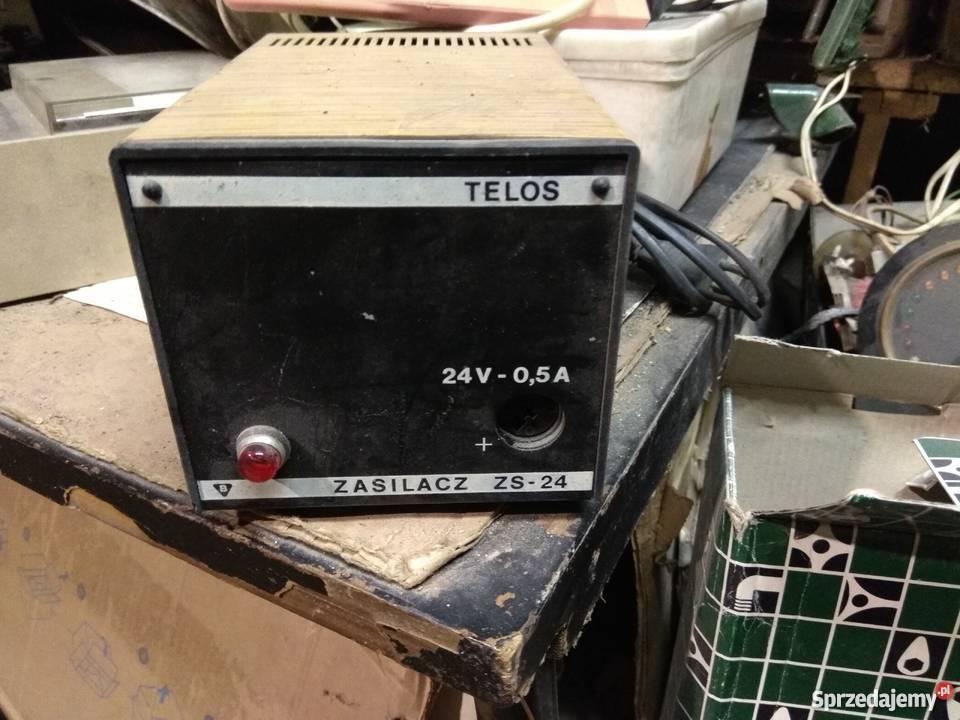 TELOS
24V - 0,5A
+
B
ZASILACZ ZS-24
Sprzedajemy.pl